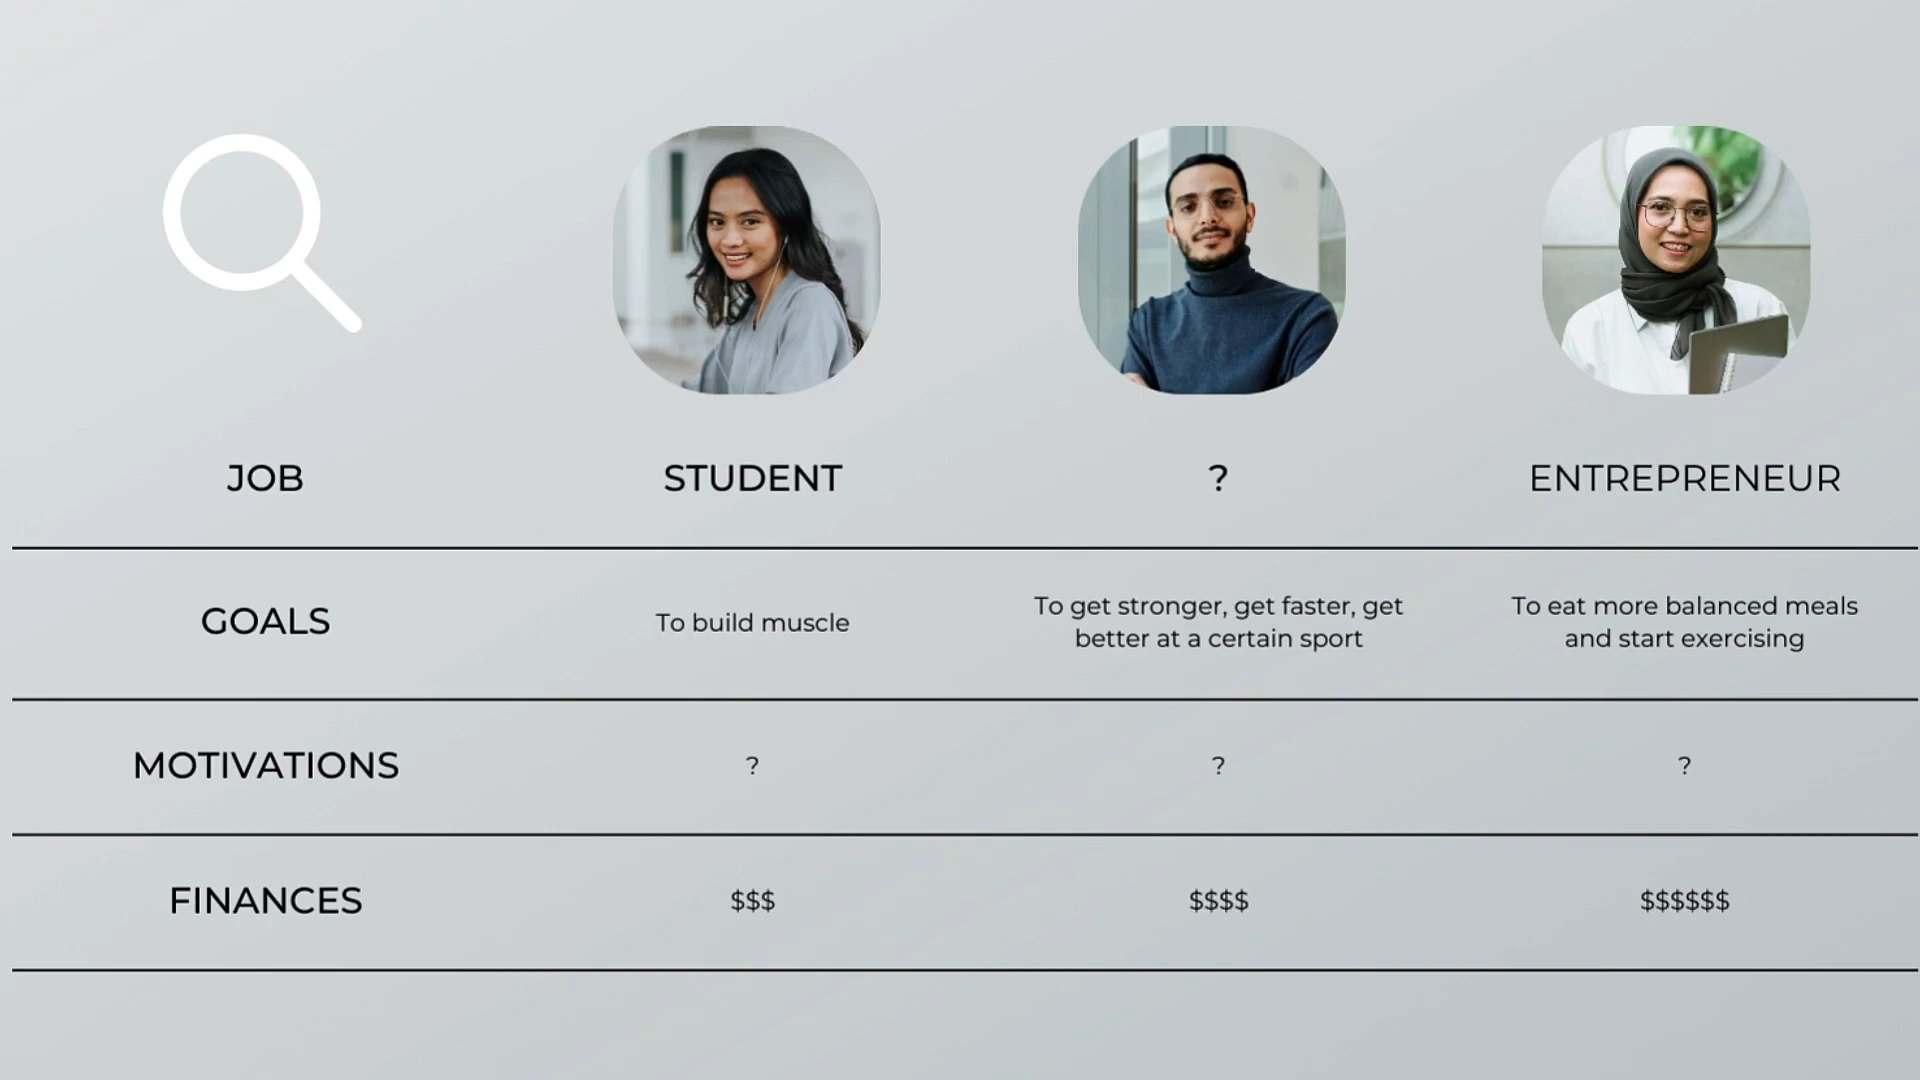 JOB
STUDENT
?
ENTREPRENEUR
GOALS
To build muscle
To get stronger, get faster, get
better at a certain sport
To eat more balanced meals
and start exercising
MOTIVATIONS
?
?
?
FINANCES
$$$
$$$$
$$$$$$